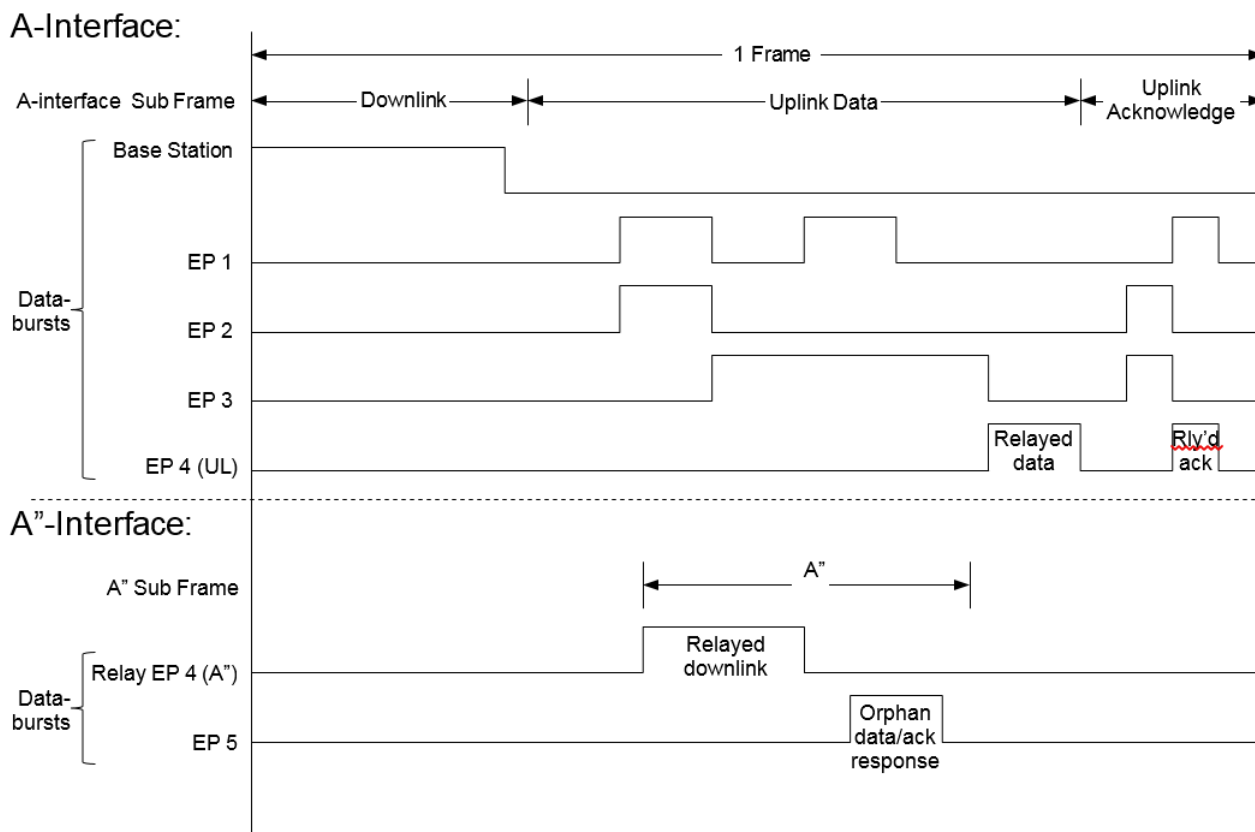 A-Interface:
1 Frame
A-interface Sub Frame
Downlink
Uplink Data
Uplink
Acknowledge
Base Station
EP 1
Data-
bursts
EP 2
EP 3
EP 4 (UL)
Relayed
data
Rly’d
ack
A”-Interface:
A” Sub Frame
A”
Relay EP 4 (A”)
Relayed
downlink
Data-
bursts
EP 5
Orphan
data/ack
response